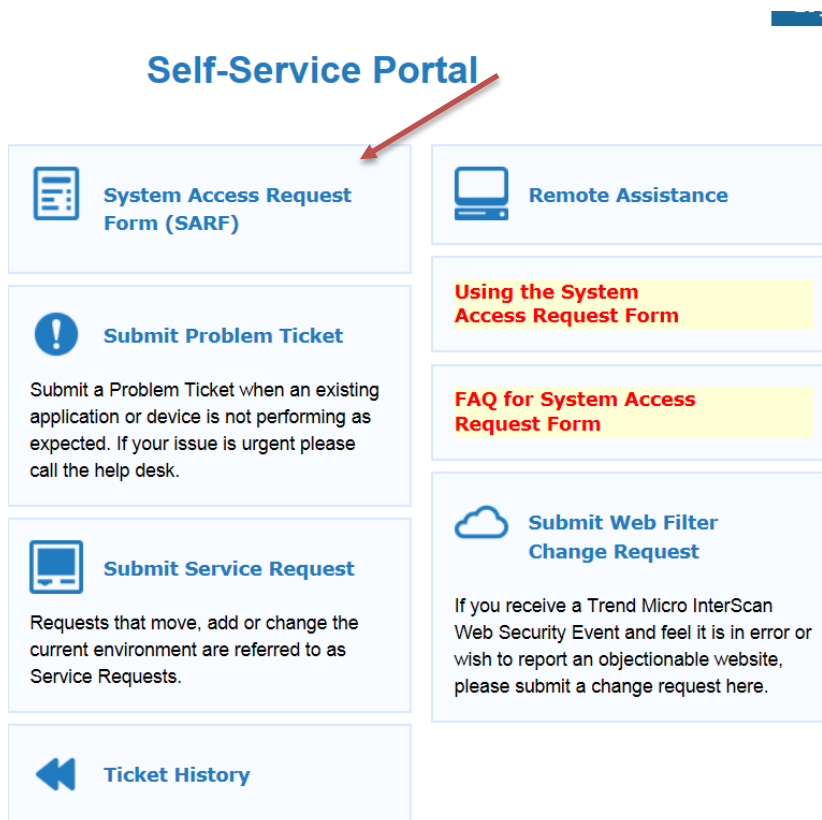 Self-Service Portal
System Access Request
Form (SARF)
Submit Problem Ticket
Submit a Problem Ticket when an existing
application or device is not performing as
expected. If your issue is urgent please
call the help desk.
Submit Service Request
Requests that move, add or change the
current environment are referred to as
Service Requests.
Ticket History
Remote Assistance
Using the System
Access Request Form
FAQ for System Access
Request Form
Submit Web Filter
Change Request
If you receive a Trend Micro InterScan
Web Security Event and feel it is in error or
wish to report an objectionable website,
please submit a change request here.